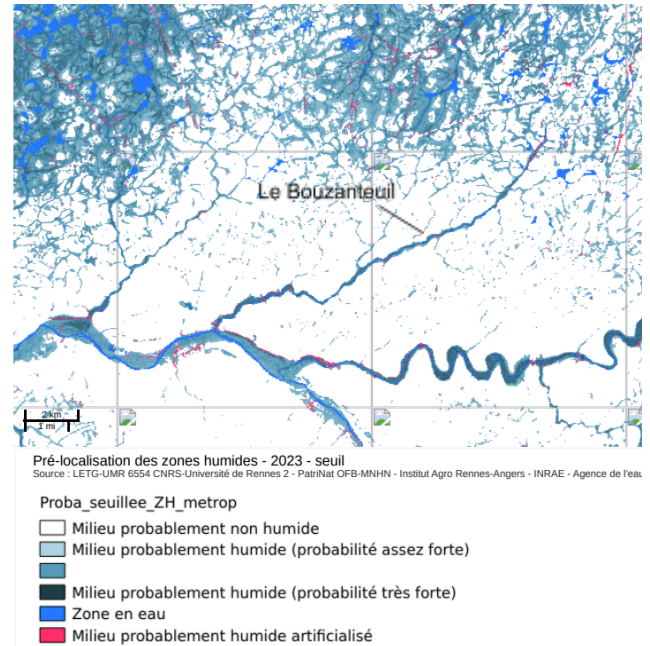 Le Bouzanteuil
2 km
1 mi
Pré-localisation des zones humides - 2023 - seuil
Source : LETG-UMR 6554 CNRS-Université de Rennes 2 - PatriNat OFB-MNHN - Institut Agro Rennes-Angers - INRAE - Agence de l'eau
Proba_seuillee_ZH_metrop
Milieu probablement non humide
Milieu probablement humide (probabilité assez forte)
Milieu probablement humide (probabilité très forte)
Zone en eau
Milieu probablement humide artificialisé